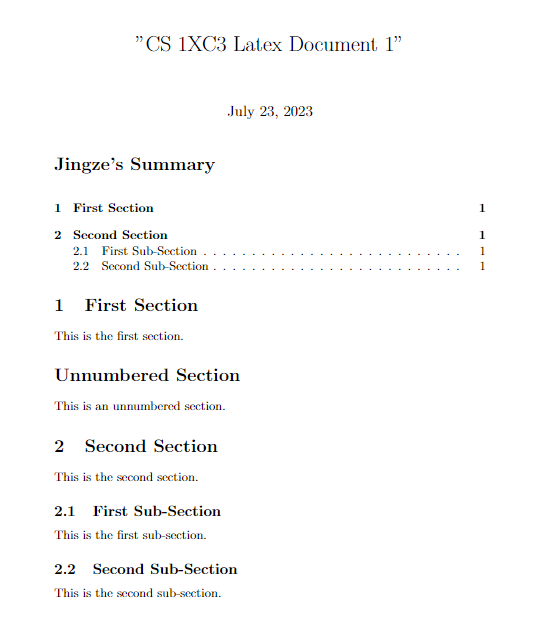 ”CS 1XC3 Latex Document 1”
July 23, 2023
Jingze’s Summary
1 First Section 1
2 Second Section 1
2.1 First Sub-Section . . . . . . . . . . . . . . . . . . . . . . . . . . . 1
2.2 Second Sub-Section . . . . . . . . . . . . . . . . . . . . . . . . . . 1
1 First Section
This is the first section.
Unnumbered Section
This is an unnumbered section.
2 Second Section
This is the second section.
2.1 First Sub-Section
This is the first sub-section.
2.2 Second Sub-Section
This is the second sub-section.